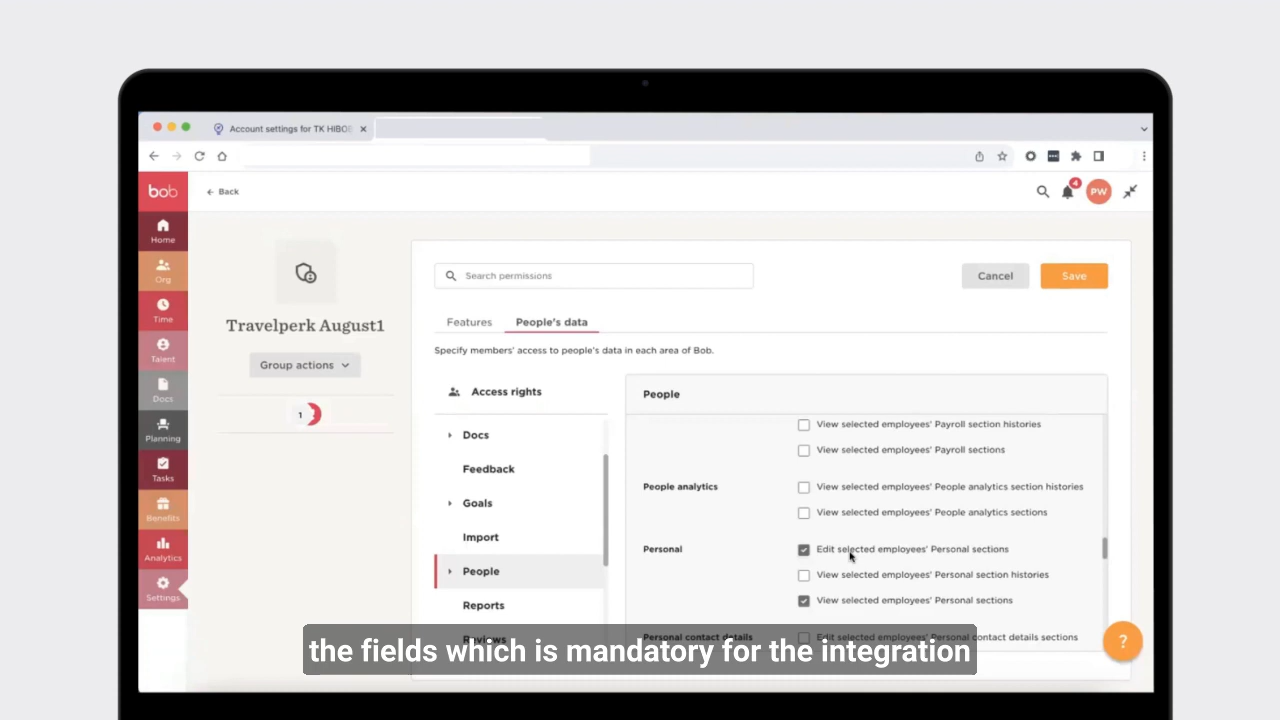 Account settings for TK HIBOB
bob
Back
4
PW
Home
Org
Time
Talent
Docs
Planning
Tasks
Benefits
Analytics
Settings
Travelperk August1
Group actions
1
Search permissions
Cancel
Save
Features
People's data
Specify members' access to people's data in each area of Bob.
Access rights
Docs
Feedback
Goals
Import
People
Reports
Reviews
People
View selected employees' Payroll section histories
View selected employees' Payroll sections
People analytics
View selected employees' People analytics section histories
View selected employees' People analytics sections
Personal
Edit selected employees' Personal sections
View selected employees' Personal section histories
View selected employees' Personal sections
Personal contact details
Edit selected employees' Personal contact details sections
?
the fields which is mandatory for the integration